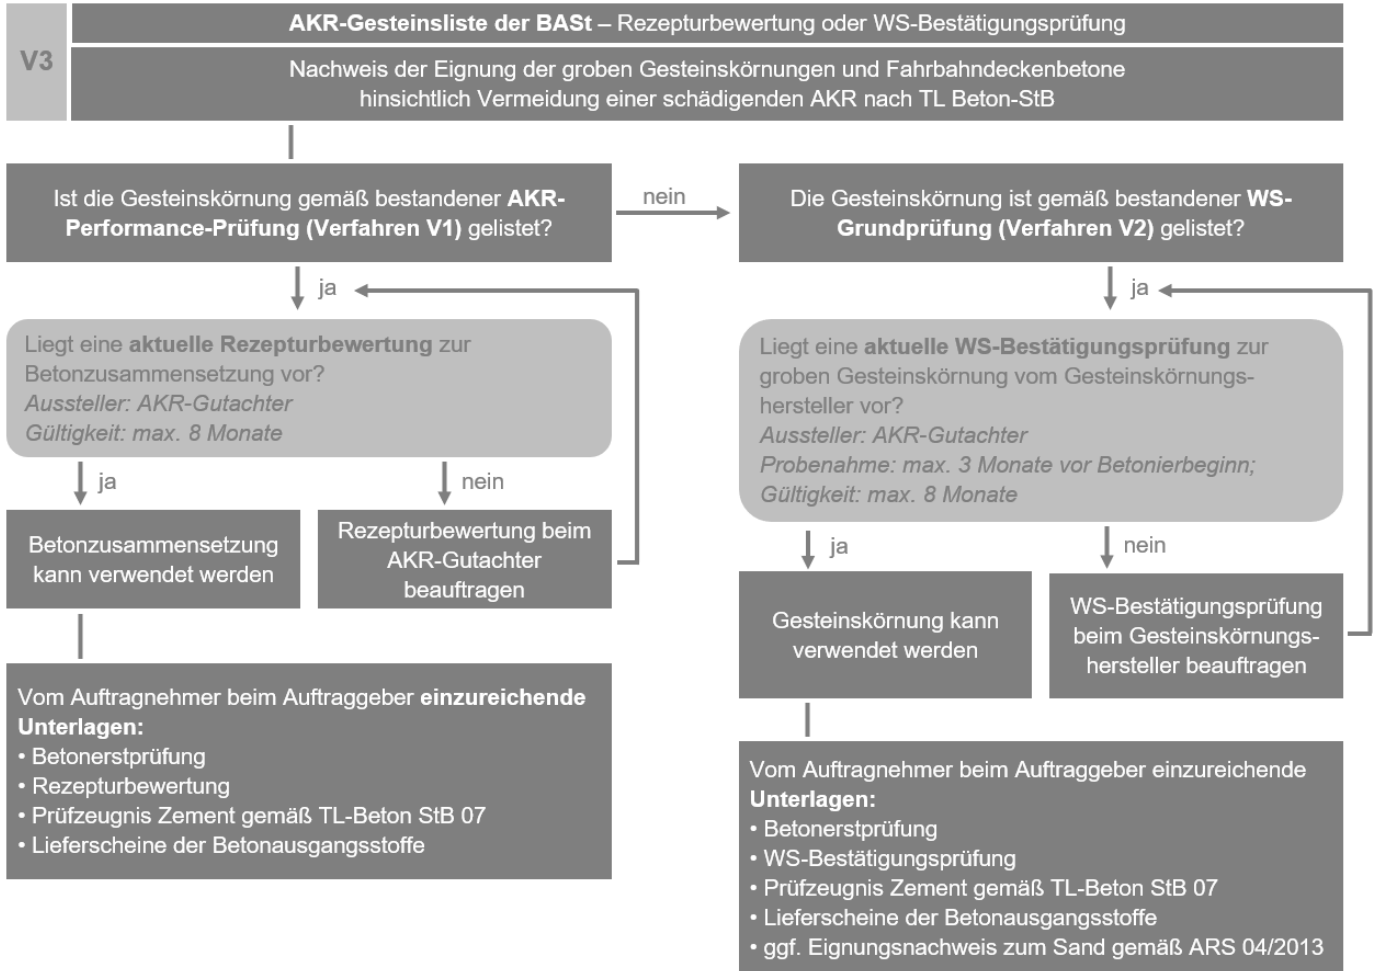 V3
AKR-Gesteinsliste der BASt – Rezepturbewertung oder WS-Bestätigungsprüfung
Nachweis der Eignung der groben Gesteinskörnungen und Fahrbahndeckenbetone
hinsichtlich Vermeidung einer schädigenden AKR nach TL Beton-StB
Ist die Gesteinskörnung gemäß bestandener AKR-
Performance-Prüfung (Verfahren V1) gelistet?
nein
Die Gesteinskörnung ist gemäß bestandener WS-
Grundprüfung (Verfahren V2) gelistet?
ja
Liegt eine aktuelle Rezepturbewertung zur
Betonzusammensetzung vor?
Aussteller: AKR-Gutachter
Gültigkeit: max. 8 Monate
ja
nein
Betonzusammensetzung
kann verwendet werden
Rezepturbewertung beim
AKR-Gutachter
beauftragen
Vom Auftragnehmer beim Auftraggeber einzureichende
Unterlagen:
• Betonerstprüfung
• Rezepturbewertung
• Prüfzeugnis Zement gemäß TL-Beton StB 07
• Lieferscheine der Betonausgangsstoffe
ja
Liegt eine aktuelle WS-Bestätigungsprüfung zur
groben Gesteinskörnung vom Gesteinskörnungs-
hersteller vor?
Aussteller: AKR-Gutachter
Probenahme: max. 3 Monate vor Betonierbeginn;
Gültigkeit: max. 8 Monate
ja
nein
Gesteinskörnung kann
verwendet werden
WS-Bestätigungsprüfung
beim Gesteinskörnungs-
hersteller beauftragen
Vom Auftragnehmer beim Auftraggeber einzureichende
Unterlagen:
• Betonerstprüfung
• WS-Bestätigungsprüfung
• Prüfzeugnis Zement gemäß TL-Beton StB 07
• Lieferscheine der Betonausgangsstoffe
• ggf. Eignungsnachweis zum Sand gemäß ARS 04/2013